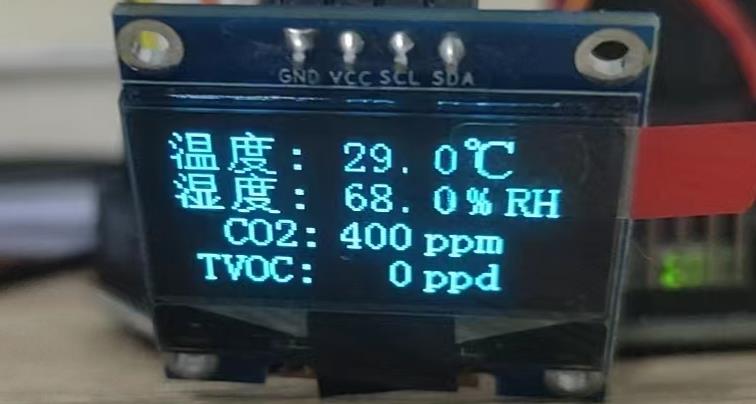 GND VCC SCL SDA
温度: 29.0℃
湿度: 68.0%RH
CO2: 400 ppm
TVOC: 0 ppd